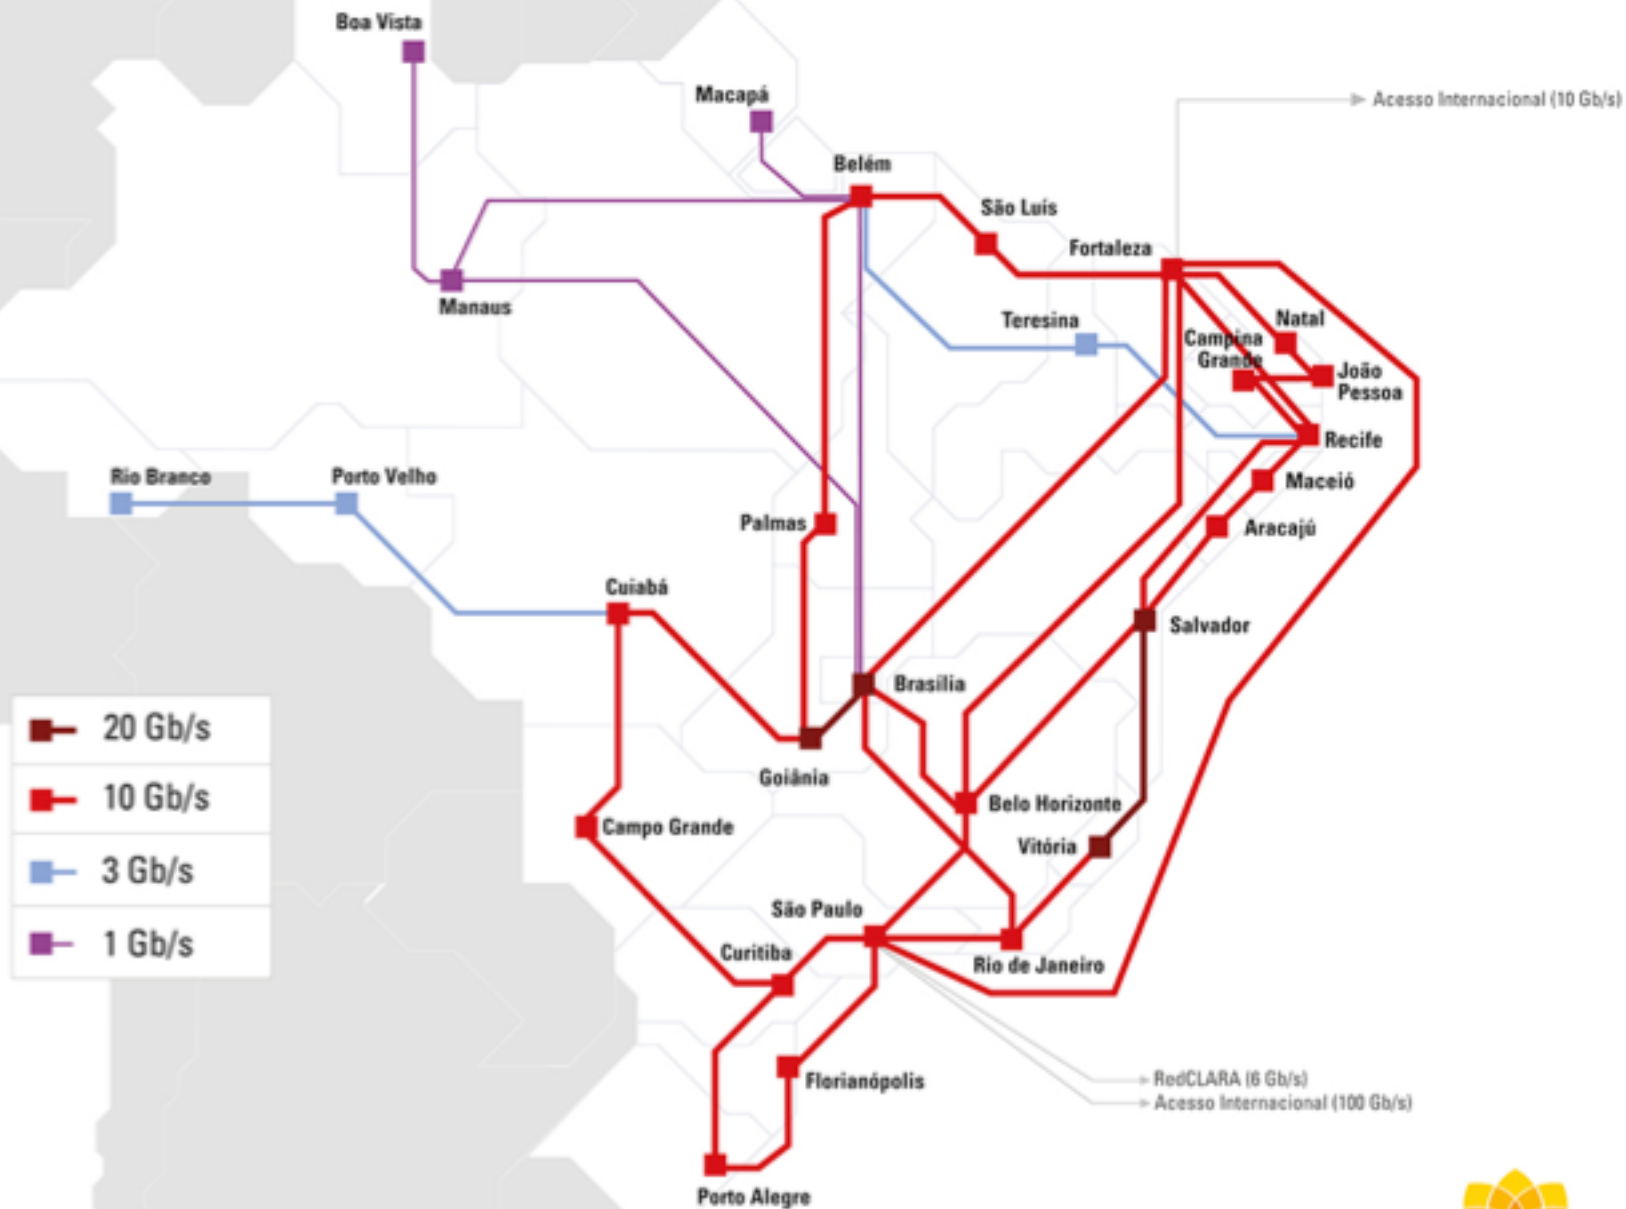 Boa Vista
Macapá
Acesso Internacional (10 Gb/s)
Belém
São Luís
Fortaleza
Manaus
Teresina
Natal
Campina
Grande
João
Pessoa
Recife
Rio Branco
Porto Velho
Maceió
Palmas
Aracajú
Cuiabá
Salvador
Brasília
20 Gb/s
Goiânia
10 Gb/s
Belo Horizonte
Campo Grande
Vitória
3 Gb/s
São Paulo
1 Gb/s
Curitiba
Rio de Janeiro
RedCLARA (6 Gb/s)
Florianópolis
Acesso Internacional (100 Gb/s)
Porto Alegre